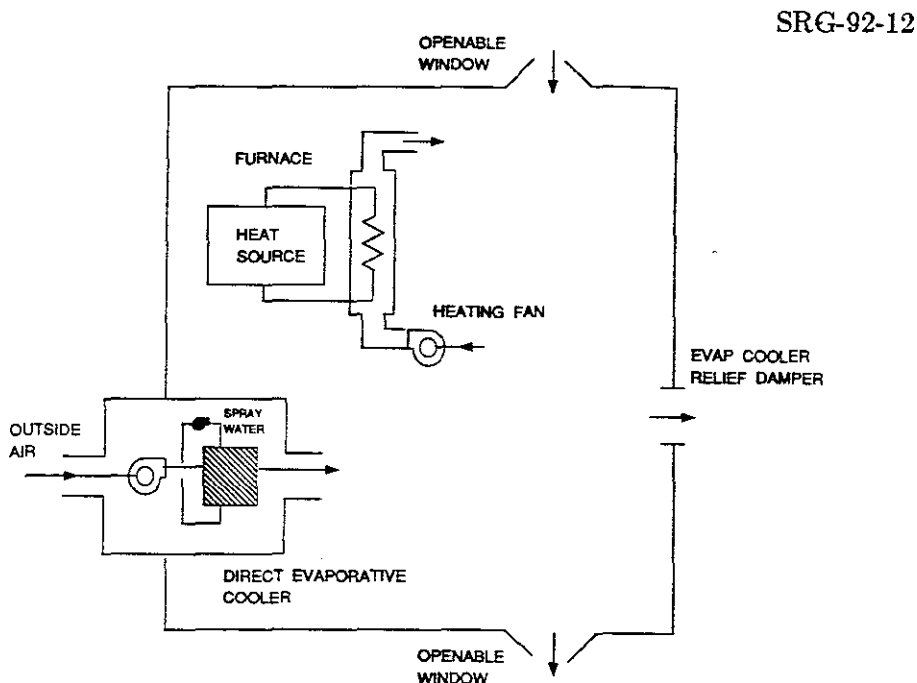 SRG-92-12
OPENABLE
WINDOW
FURNACE
HEAT
SOURCE
HEATING FAN
EVAP COOLER
RELIEF DAMPER
SPRAY
WATER
OUTSIDE
AIR
DIRECT EVAPORATIVE
COOLER
OPENABLE
WINDOW